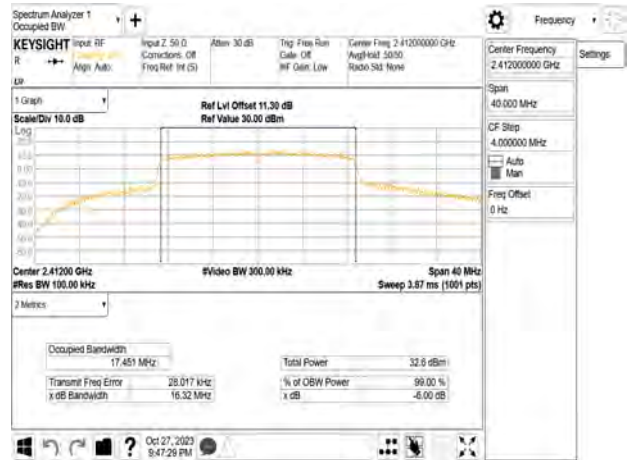 Spectrum Analyzer 1
Occupied BW
Frequency
KEYSIGHT
R
Input: RF
Align: Auto
Input Z: 50 Ω
Corrections: Off
Freq Ref: Int (S)
Atten: 30 dB
Trig: Free Run
Gate: Off
#IF Gain: Low
Center Freq: 2.412000000 GHz
Avg|Hold: 50/50
Radio Std: None
Center Frequency
2.412000000 GHz
Settings
Span
40.000 MHz
CF Step
4.000000 MHz
Auto
Man
Freq Offset
0 Hz
1 Graph
Scale/Div 10.0 dB
Log
Ref Lvl Offset 11.30 dB
Ref Value 30.00 dBm
Center 2.41200 GHz
#Res BW 100.00 kHz
#Video BW 300.00 kHz
Span 40 MHz
Sweep 3.87 ms (1001 pts)
2 Metrics
Occupied Bandwidth
17.451 MHz
Total Power 32.6 dBm
Transmit Freq Error 28.017 kHz
% of OBW Power 99.00 %
x dB Bandwidth 16.32 MHz
x dB -6.00 dB
?
Oct 27, 2023
9:47:29 PM